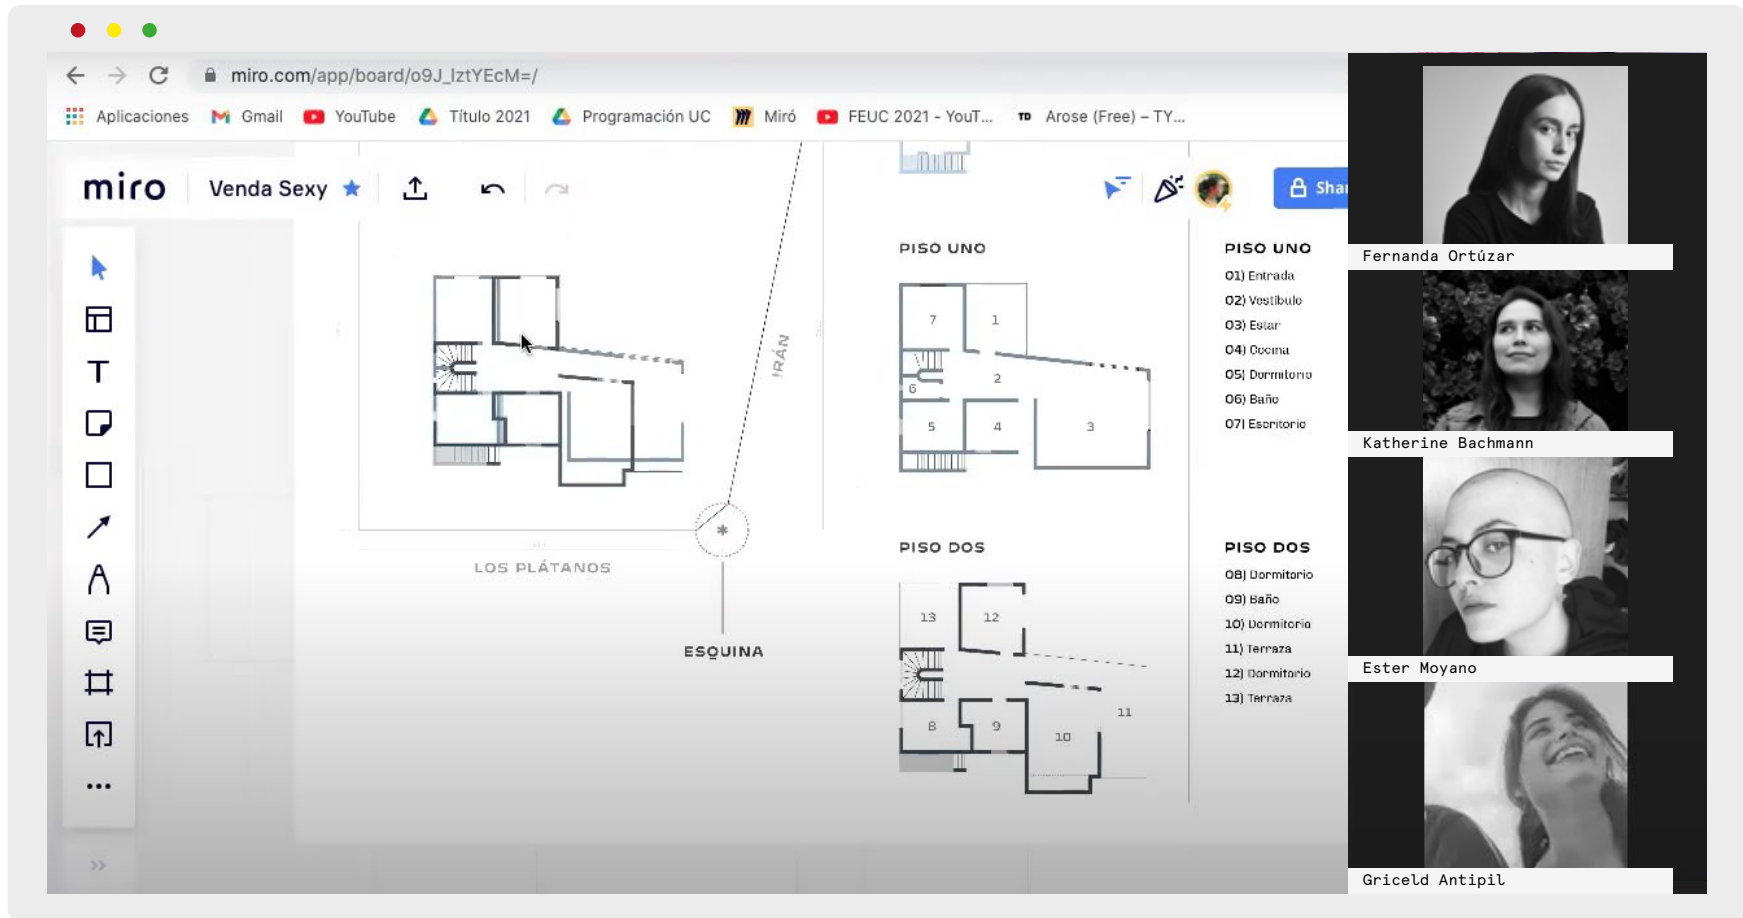 miro.com/app/board/o9J_lztYEcM=/
Aplicaciones Gmail YouTube Título 2021 Programación UC Miró FEUC 2021 - YouT... TD Arose (Free) – TY...
miro Venda Sexy Shar
IRÁN
LOS PLÁTANOS
ESQUINA
PISO UNO
7 1
2
6
5 4 3
PISO DOS
13 12
11
8 9
10
PISO UNO
01) Entrada
02) Vestíbulo
03) Estar
04) Cocina
05) Dormitorio
06) Baño
07) Escritorio
PISO DOS
08) Dormitorio
09) Baño
10) Dormitorio
11) Terraza
12) Dormitorio
13) Terraza
Fernanda Ortúzar
Katherine Bachmann
Ester Moyano
Griceld Antipil